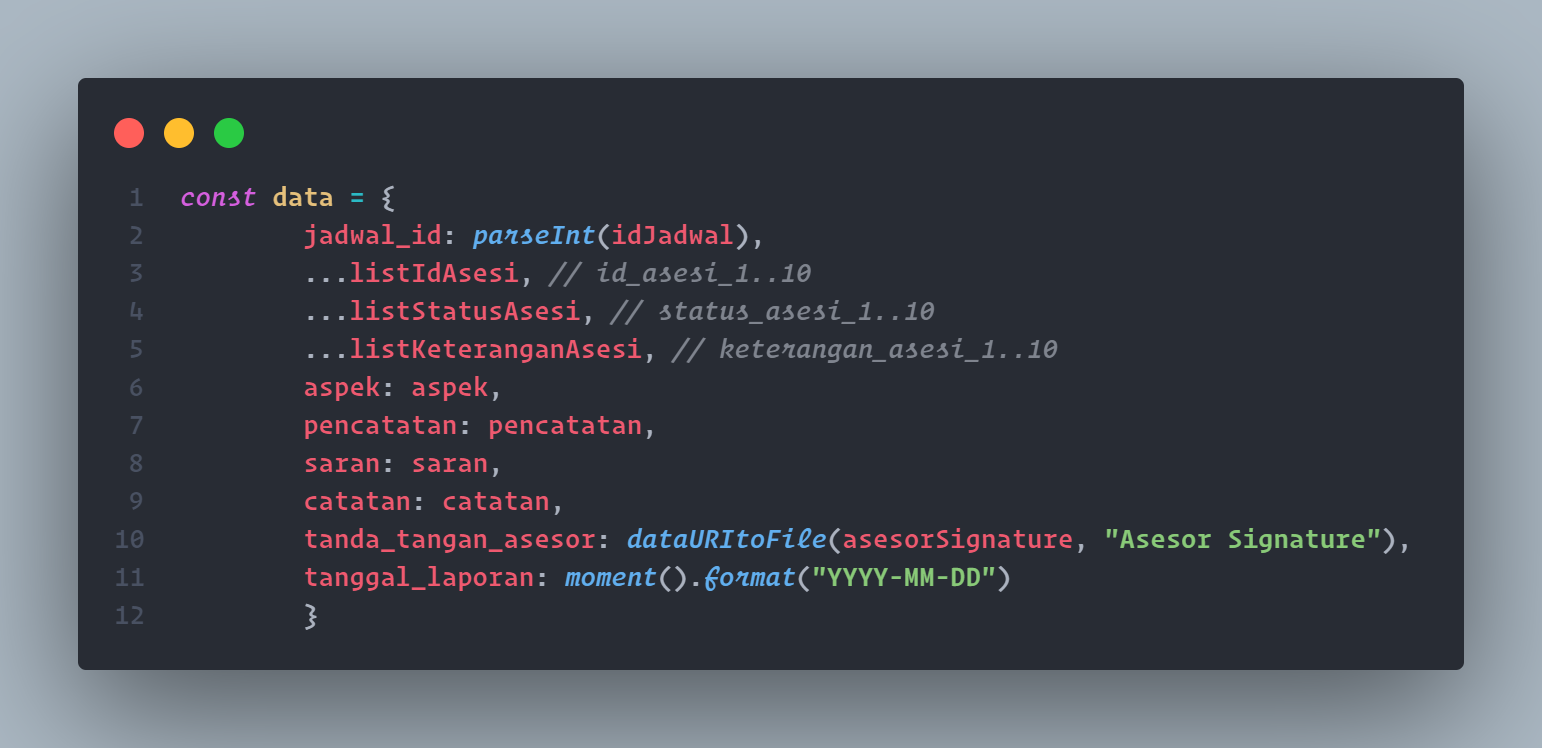 1 const data = {
2 jadwal_id: parseInt(idJadwal),
3 ...listIdAsesi, // id_asesi_1..10
4 ...listStatusAsesi, // status_asesi_1..10
5 ...listKeteranganAsesi, // keterangan_asesi_1..10
6 aspek: aspek,
7 pencatatan: pencatatan,
8 saran: saran,
9 catatan: catatan,
10 tanda_tangan_asesor: dataURItoFile(asesorSignature, "Asesor Signature"),
11 tanggal_laporan: moment().format("YYYY-MM-DD")
12 }